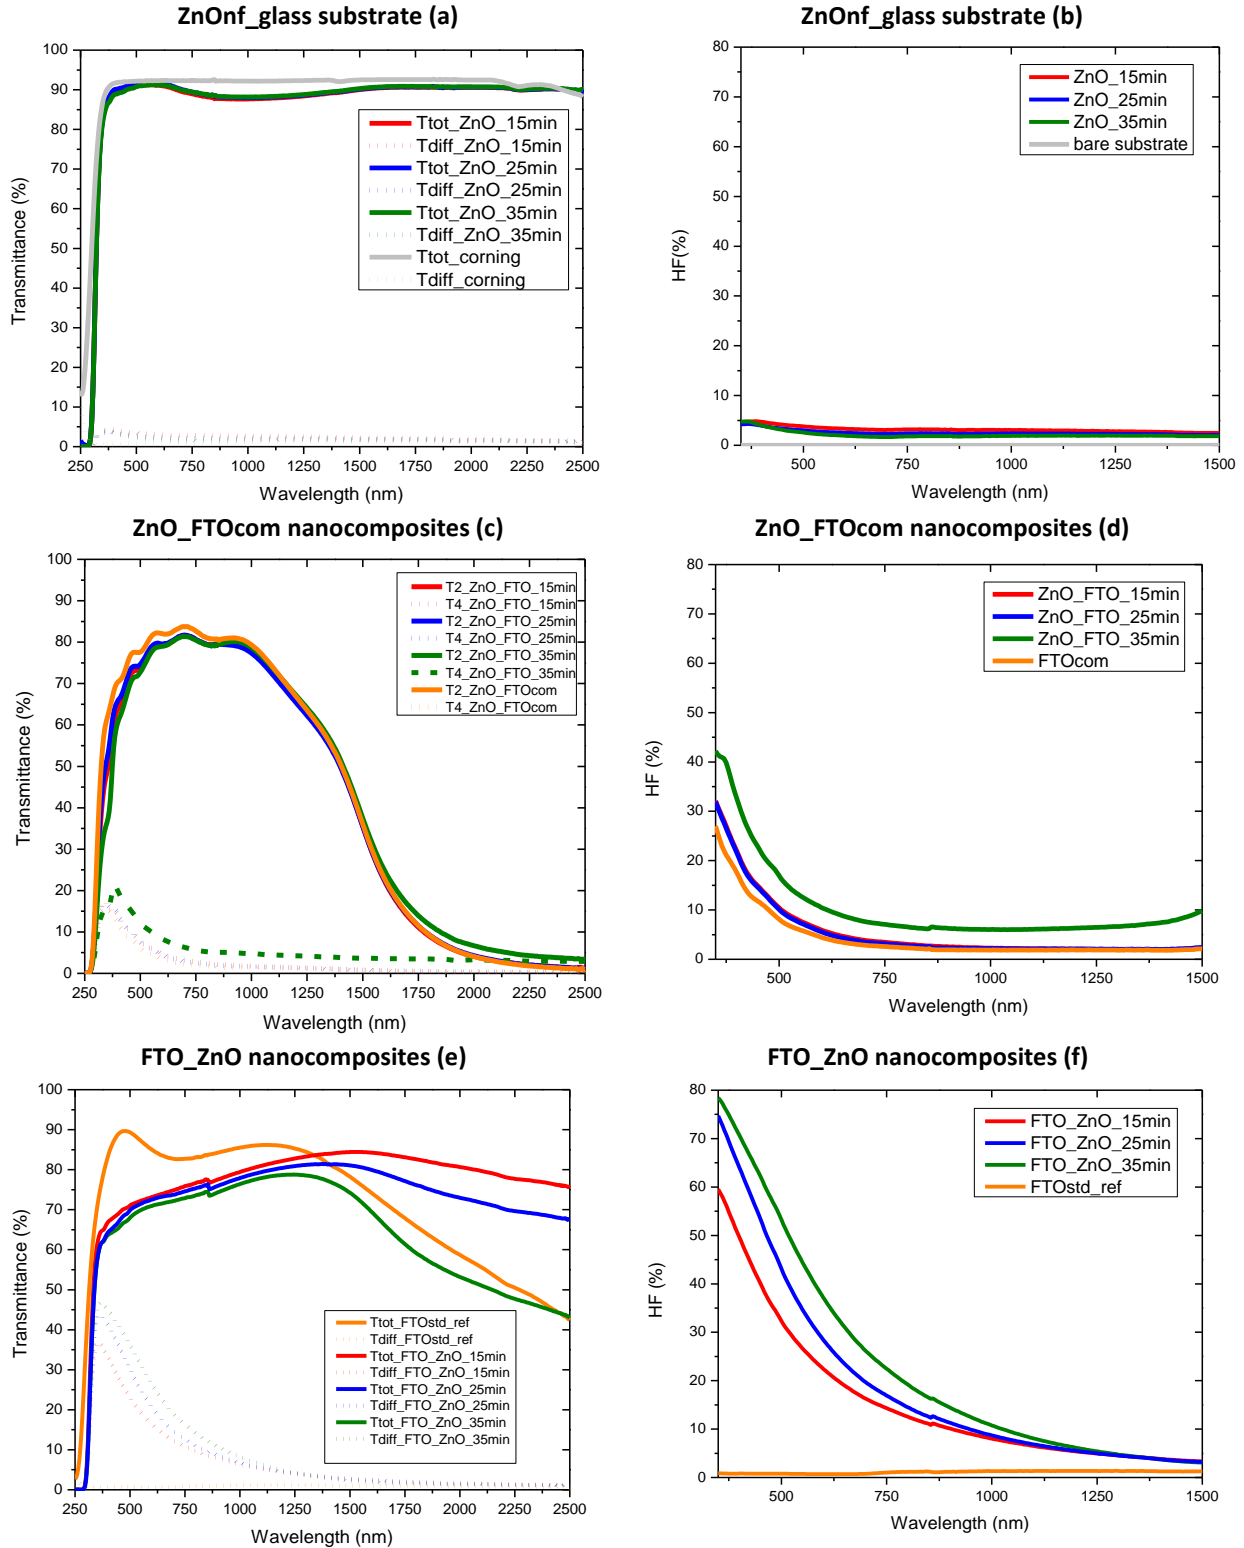 ZnOnf_glass substrate (a)
100
90
80
70
60
50
40
30
20
10
0
Transmittance (%)
Ttot_ZnO_15min
Tdiff_ZnO_15min
Ttot_ZnO_25min
Tdiff_ZnO_25min
Ttot_ZnO_35min
Tdiff_ZnO_35min
Ttot_corning
Tdiff_corning
250 500 750 1000 1250 1500 1750 2000 2250 2500
Wavelength (nm)
ZnOnf_glass substrate (b)
80
70
60
50
40
30
20
10
0
HF(%)
ZnO_15min
ZnO_25min
ZnO_35min
bare substrate
500 750 1000 1250 1500
Wavelength (nm)
ZnO_FTOcom nanocomposites (c)
100
90
80
70
60
50
40
30
20
10
0
Transmittance (%)
T2_ZnO_FTO_15min
T4_ZnO_FTO_15min
T2_ZnO_FTO_25min
T4_ZnO_FTO_25min
T2_ZnO_FTO_35min
T4_ZnO_FTO_35min
T2_ZnO_FTOcom
T4_ZnO_FTOcom
250 500 750 1000 1250 1500 1750 2000 2250 2500
Wavelength (nm)
ZnO_FTOcom nanocomposites (d)
80
70
60
50
40
30
20
10
0
HF (%)
ZnO_FTO_15min
ZnO_FTO_25min
ZnO_FTO_35min
FTOcom
500 750 1000 1250 1500
Wavelength (nm)
FTO_ZnO nanocomposites (e)
100
90
80
70
60
50
40
30
20
10
0
Transmittance (%)
Ttot_FTOstd_ref
Tdiff_FTOstd_ref
Ttot_FTO_ZnO_15min
Tdiff_FTO_ZnO_15min
Ttot_FTO_ZnO_25min
Tdiff_FTO_ZnO_25min
Ttot_FTO_ZnO_35min
Tdiff_FTO_ZnO_35min
250 500 750 1000 1250 1500 1750 2000 2250 2500
Wavelength (nm)
FTO_ZnO nanocomposites (f)
80
70
60
50
40
30
20
10
0
HF (%)
FTO_ZnO_15min
FTO_ZnO_25min
FTO_ZnO_35min
FTOstd_ref
500 750 1000 1250 1500
Wavelength (nm)